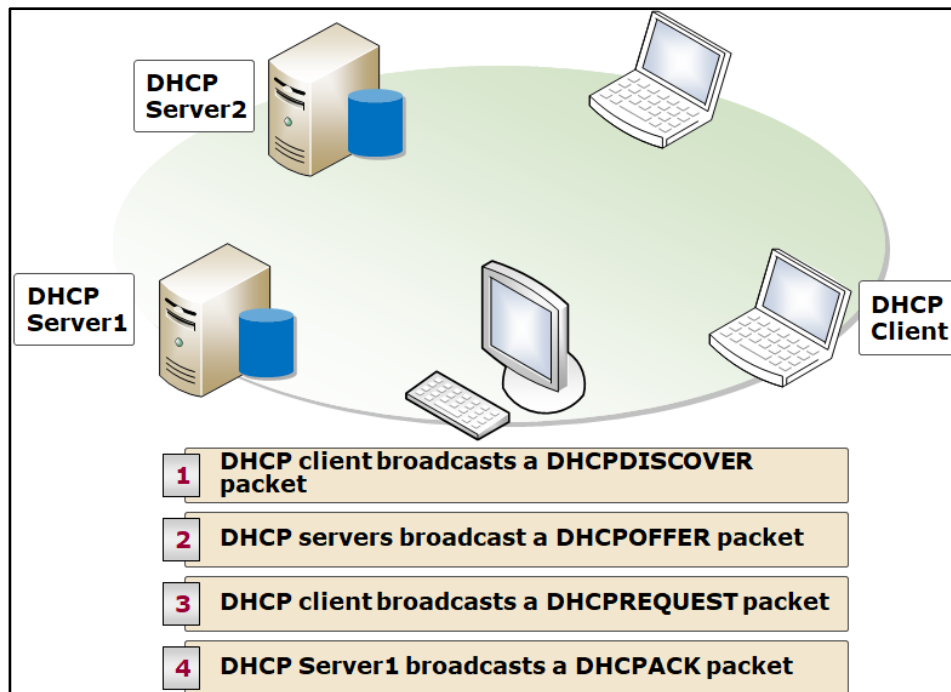 DHCP
Server2
DHCP
Server1
DHCP
Client
1 DHCP client broadcasts a DHCPDISCOVER
packet
2 DHCP servers broadcast a DHCPOFFER packet
3 DHCP client broadcasts a DHCPREQUEST packet
4 DHCP Server1 broadcasts a DHCPACK packet